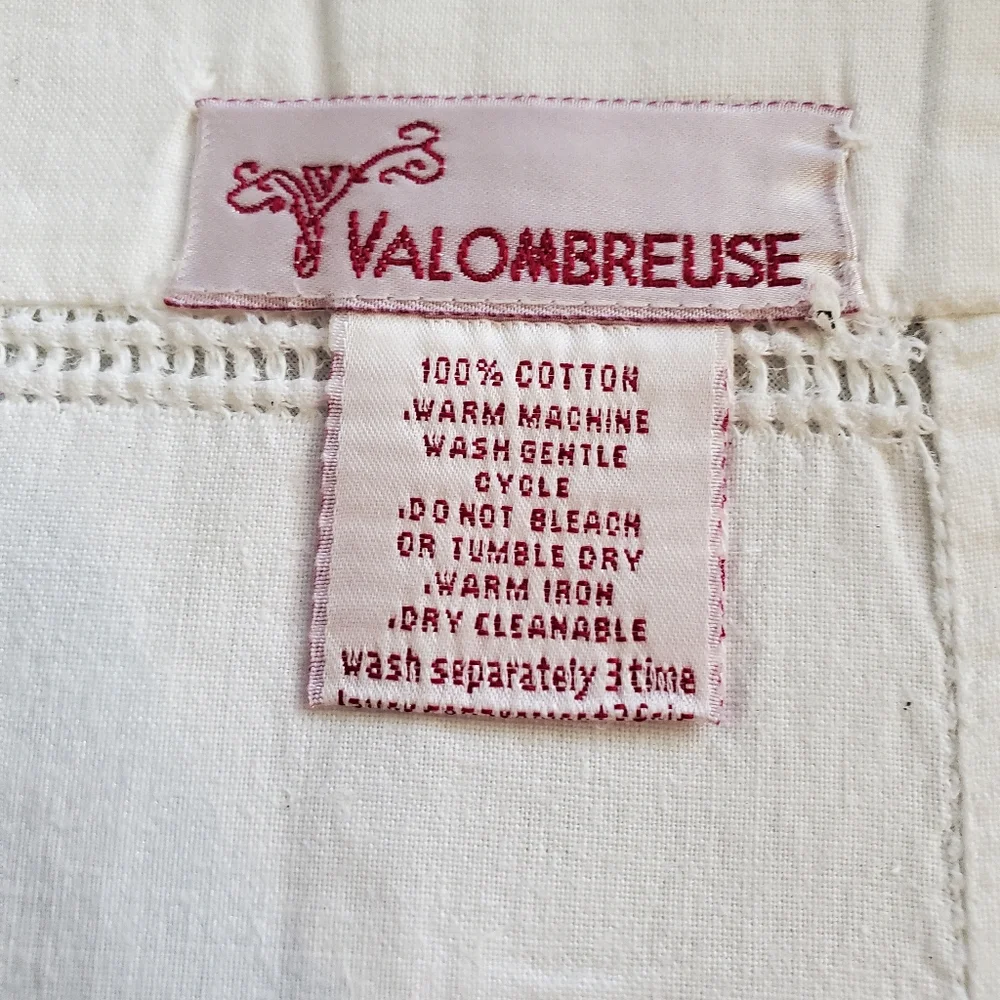 VALOMBREUSE
100% COTTON
.WARM MACHINE
WASH GENTLE
CYCLE
.DO NOT BLEACH
OR TUMBLE DRY
.WARM IRON
.DRY CLEANABLE
wash separately 3 time